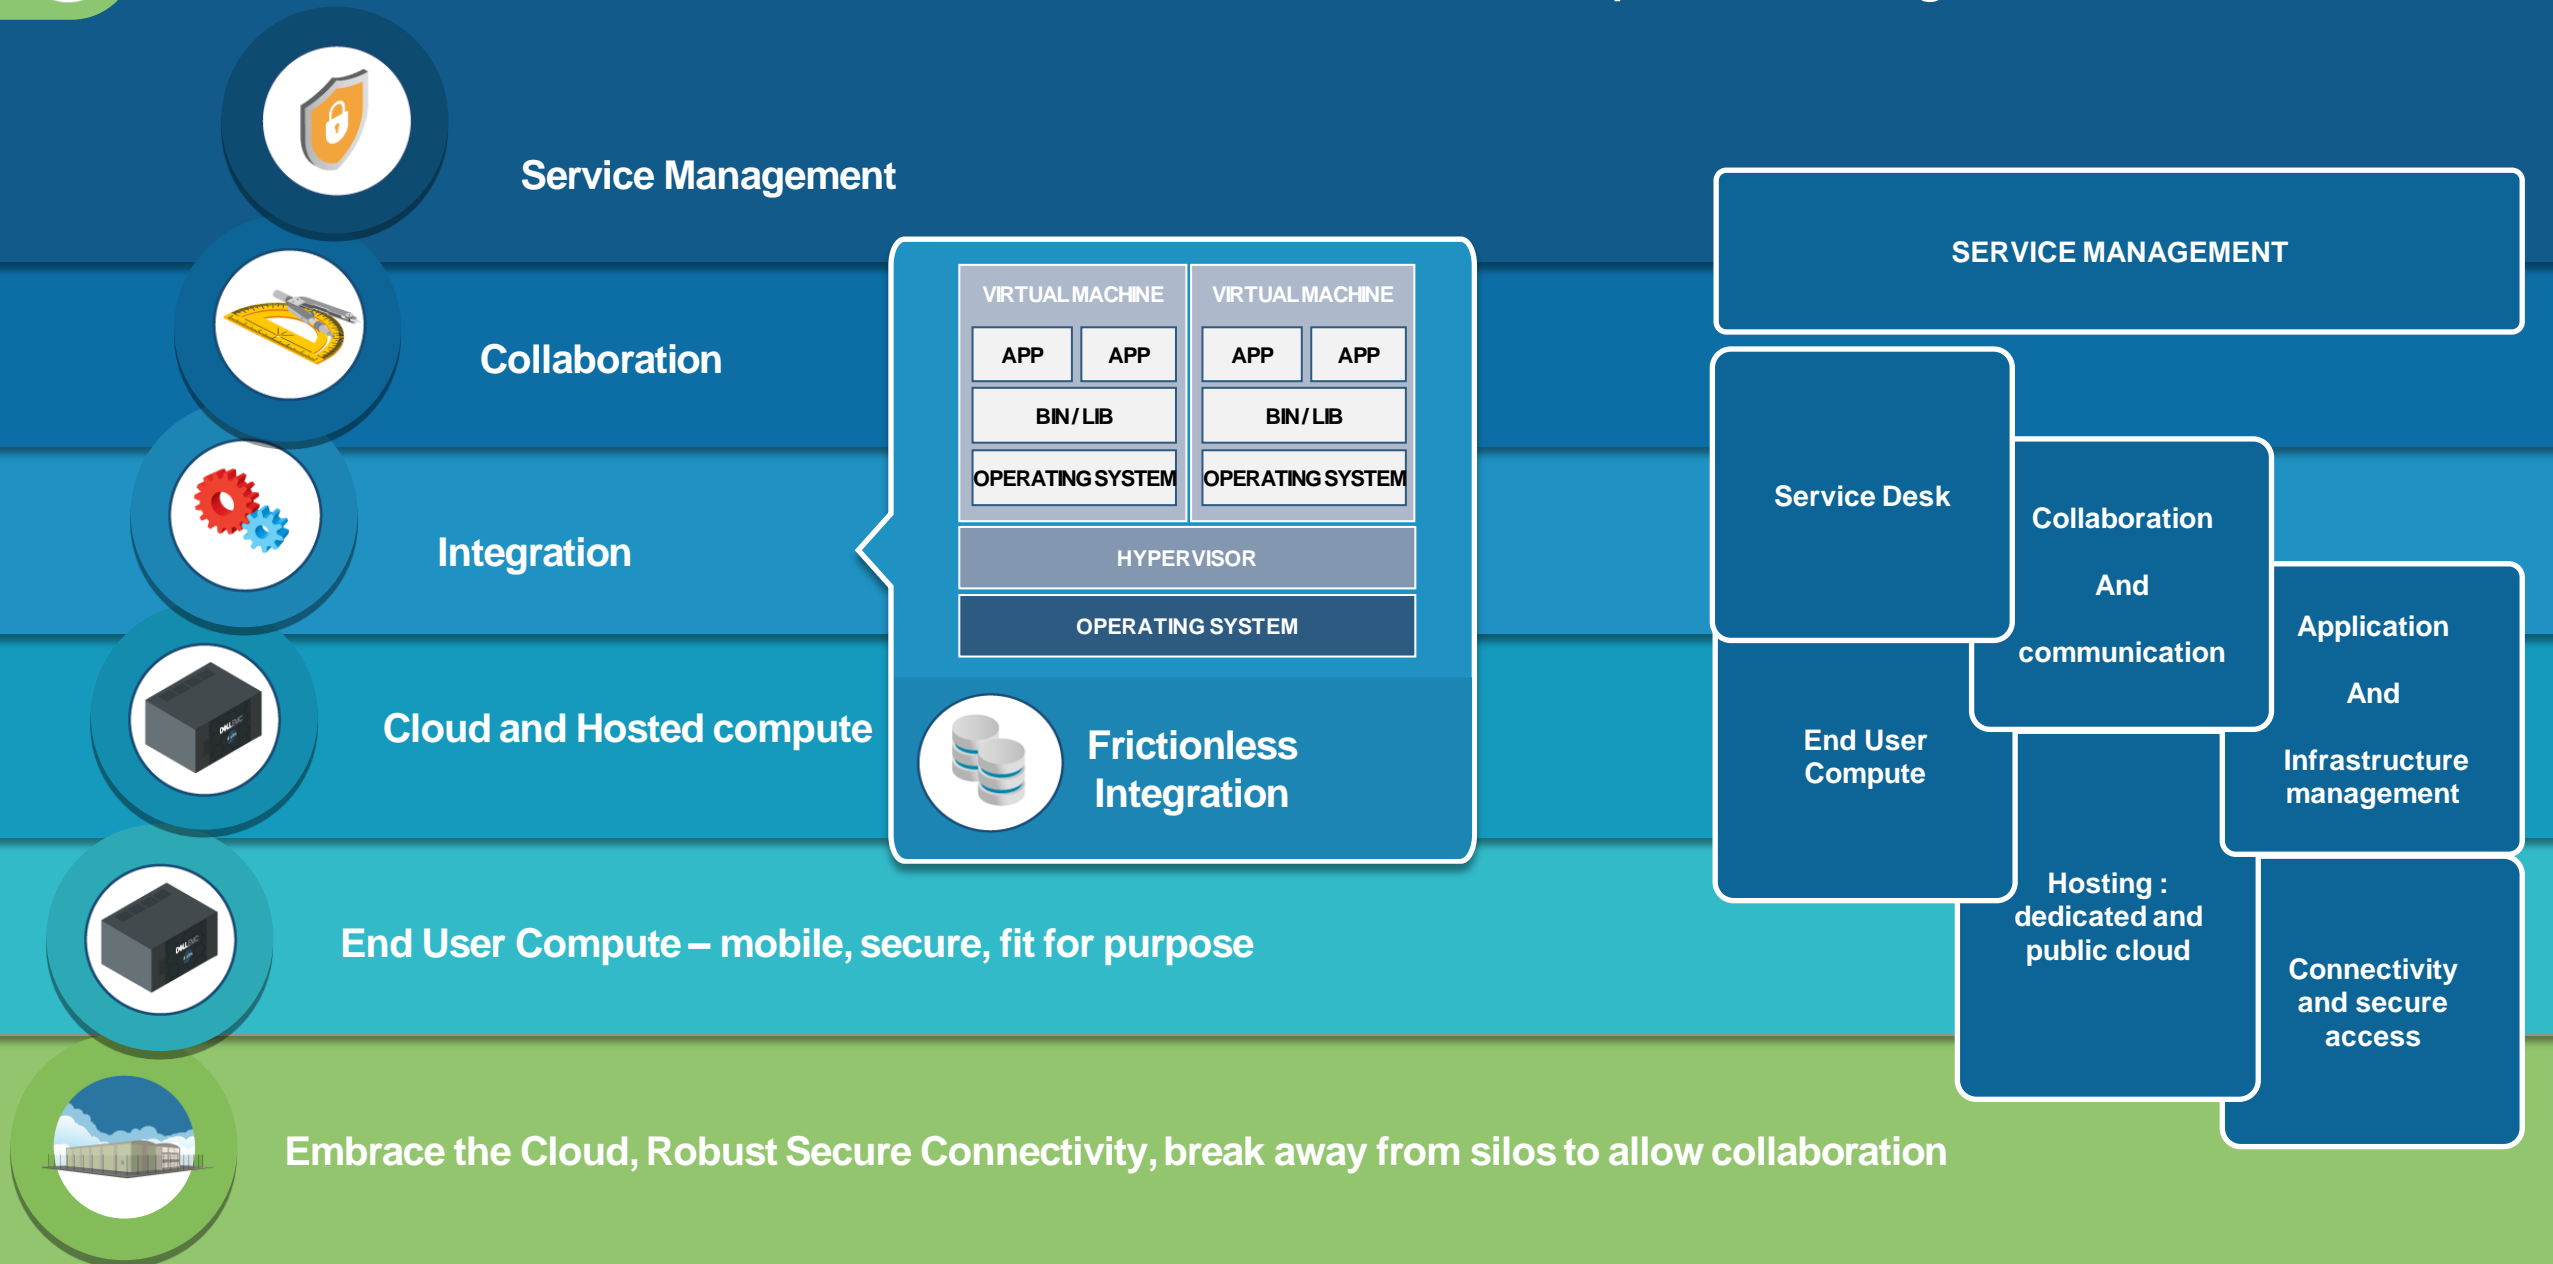 Service Management
Collaboration
Integration
Cloud and Hosted compute
End User Compute – mobile, secure, fit for purpose
Embrace the Cloud, Robust Secure Connectivity, break away from silos to allow collaboration
VIRTUAL MACHINE
APP APP
BIN / LIB
OPERATING SYSTEM
VIRTUAL MACHINE
APP APP
BIN / LIB
OPERATING SYSTEM
HYPERVISOR
OPERATING SYSTEM
Frictionless
Integration
SERVICE MANAGEMENT
Service Desk
Collaboration
And
communication
Application
And
Infrastructure
management
End User
Compute
Hosting :
dedicated and
public cloud
Connectivity
and secure
access
DELLEMC
DELLEMC